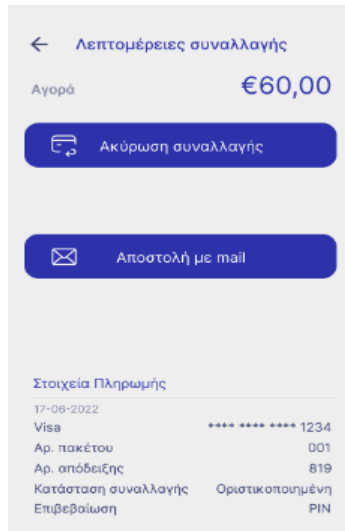 Λεπτομέρειες συναλλαγής
Αγορά €60,00
Ακύρωση συναλλαγής
Αποστολή με mail
Στοιχεία Πληρωμής
17-06-2022
Visa **** **** **** 1234
Αρ. πακέτου 001
Αρ. απόδειξης 819
Κατάσταση συναλλαγής Οριστικοποιημένη
Επιβεβαίωση PIN